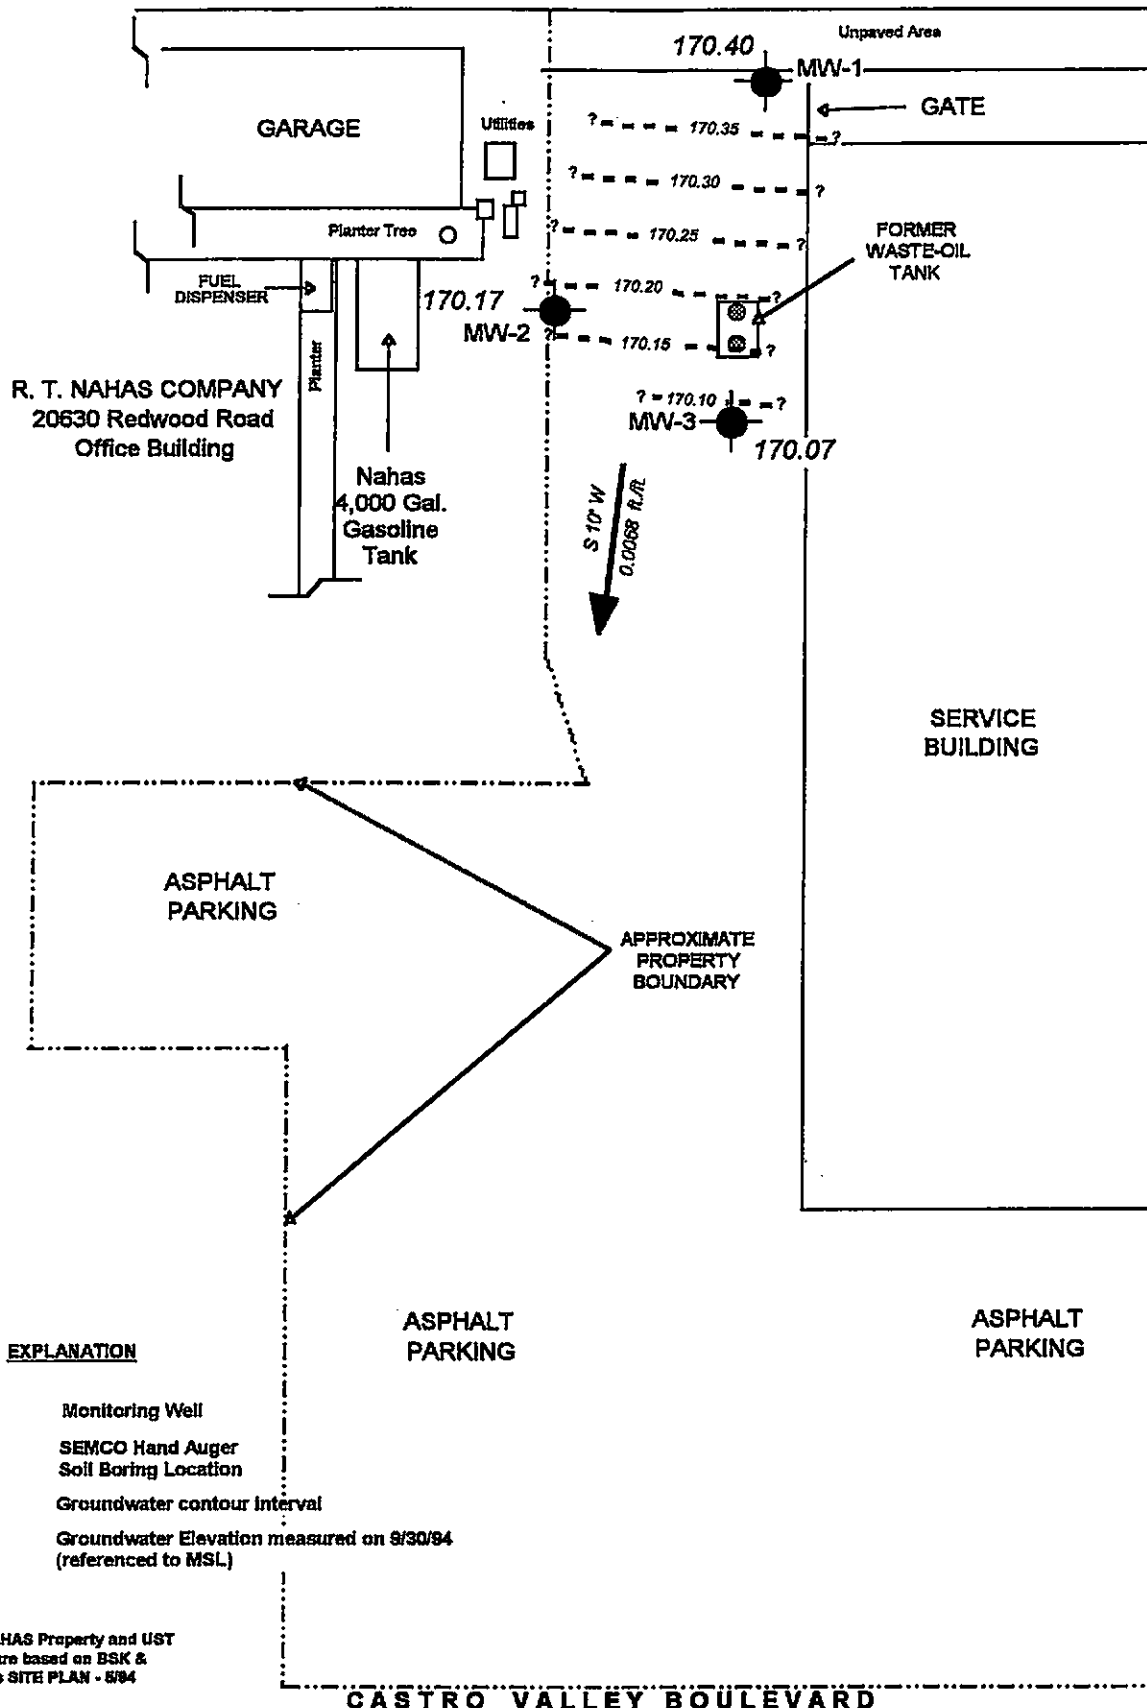 Unpaved Area
170.40
MW-1
GATE
GARAGE
Utilities
? 170.35 ?
? 170.30 ?
Planter Tree
? 170.25 ?
FORMER
WASTE-OIL
TANK
FUEL
DISPENSER
170.17
MW-2
? 170.20 ?
? 170.15 ?
Planter
R. T. NAHAS COMPANY
20630 Redwood Road
Office Building
? 170.10 ?
MW-3
170.07
Nahas
4,000 Gal.
Gasoline
Tank
S 10° W
0.0068 ft./ft.
SERVICE
BUILDING
ASPHALT
PARKING
APPROXIMATE
PROPERTY
BOUNDARY
ASPHALT
PARKING
ASPHALT
PARKING
EXPLANATION
Monitoring Well
SEMCO Hand Auger
Soil Boring Location
Groundwater contour interval
Groundwater Elevation measured on 9/30/94
(referenced to MSL)
HAS Property and UST
are based on BSK &
SITE PLAN - 5/94
CASTRO VALLEY BOULEVARD